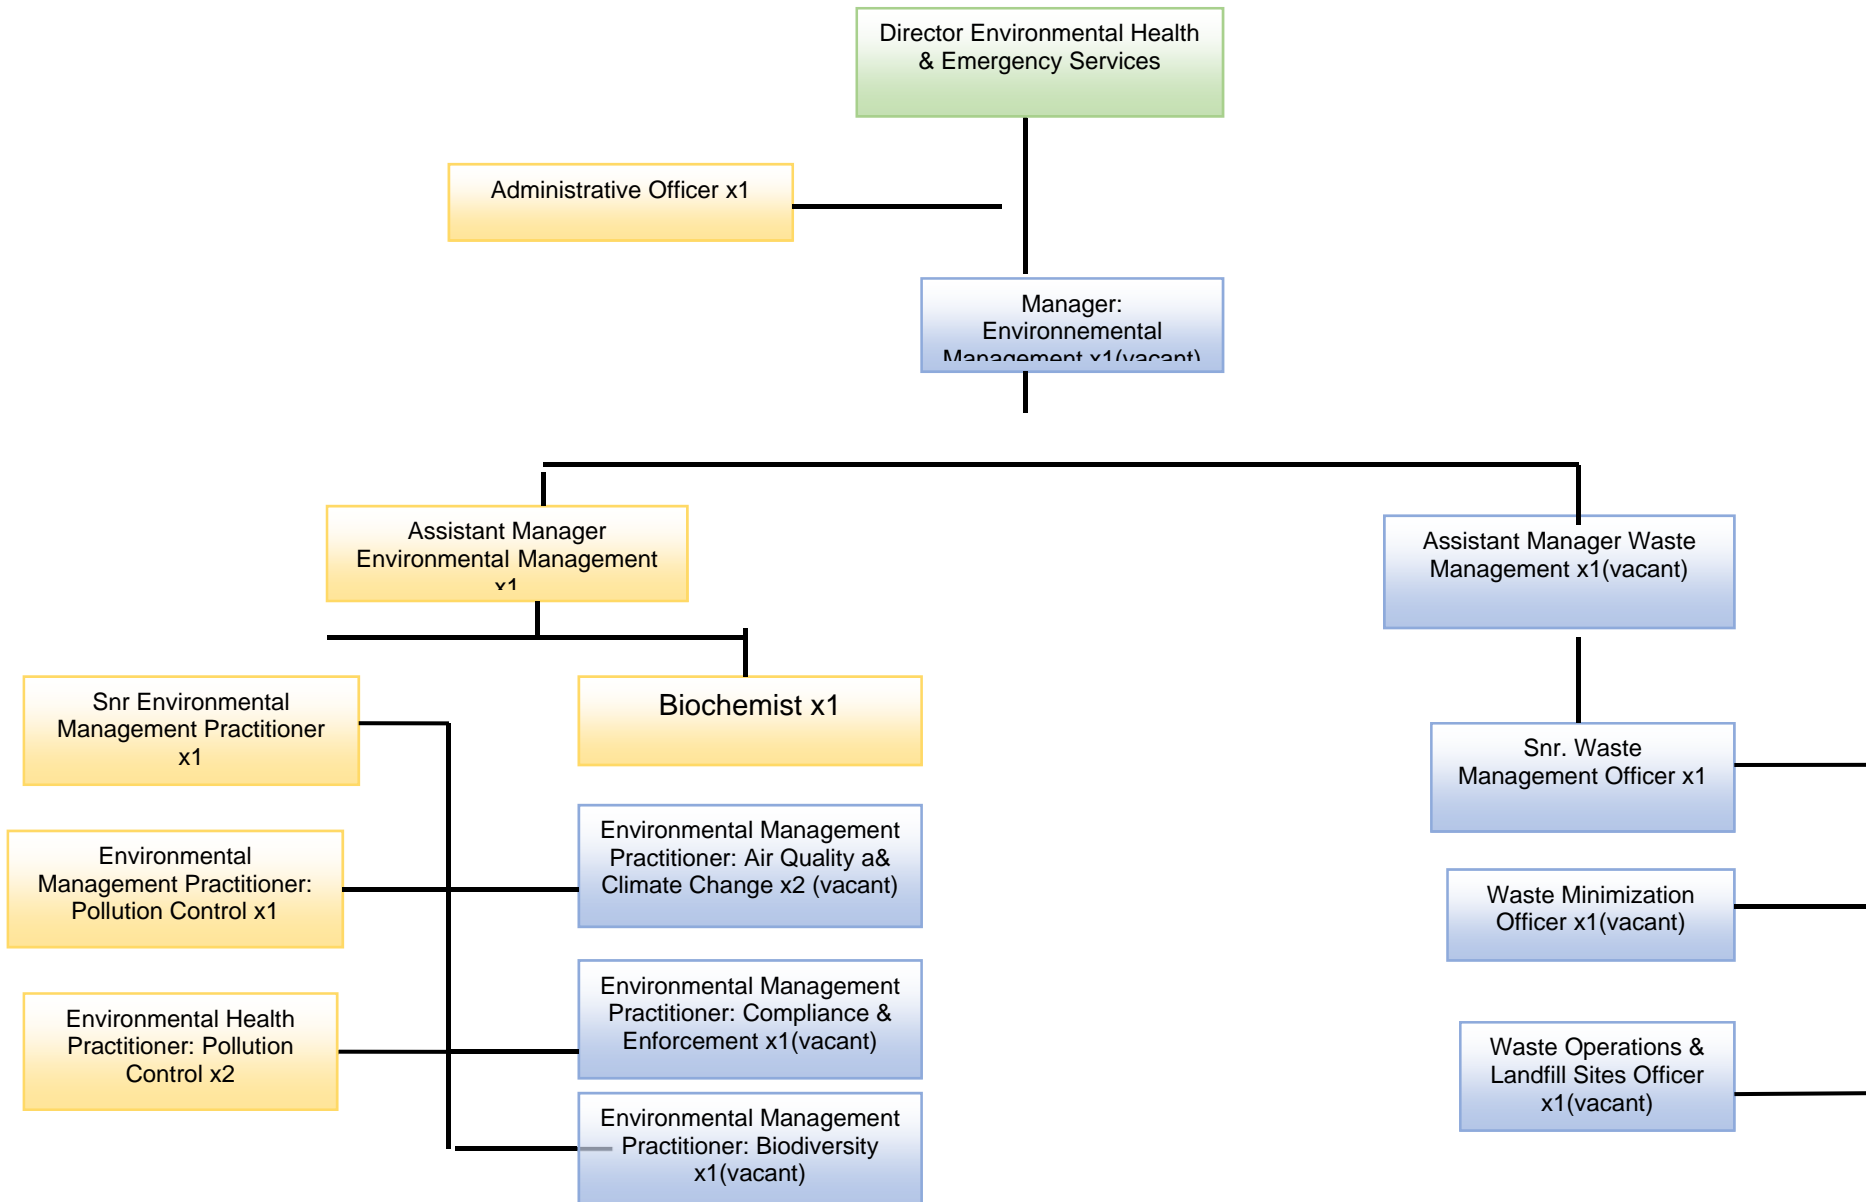 Director Environmental Health
& Emergency Services
Administrative Officer x1
Manager:
Environnemental
Management x1(vacant)
Assistant Manager
Environmental Management
x1
Assistant Manager Waste
Management x1(vacant)
Snr Environmental
Management Practitioner
x1
Biochemist x1
Snr. Waste
Management Officer x1
Environmental
Management Practitioner:
Pollution Control x1
Environmental Management
Practitioner: Air Quality a&
Climate Change x2 (vacant)
Waste Minimization
Officer x1(vacant)
Environmental Health
Practitioner: Pollution
Control x2
Environmental Management
Practitioner: Compliance &
Enforcement x1(vacant)
Waste Operations &
Landfill Sites Officer
x1(vacant)
Environmental Management
Practitioner: Biodiversity
x1(vacant)